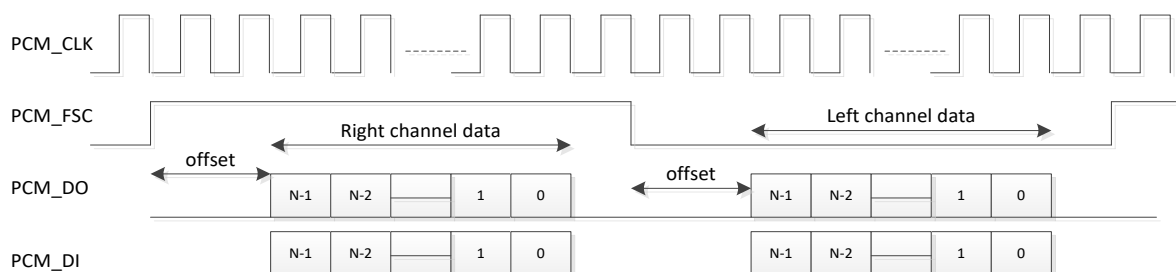 PCM_CLK
PCM_FSC
Right channel data
Left channel data
offset
offset
PCM_DO
N-1 N-2 1 0 N-1 N-2 1 0
PCM_DI
N-1 N-2 1 0 N-1 N-2 1 0